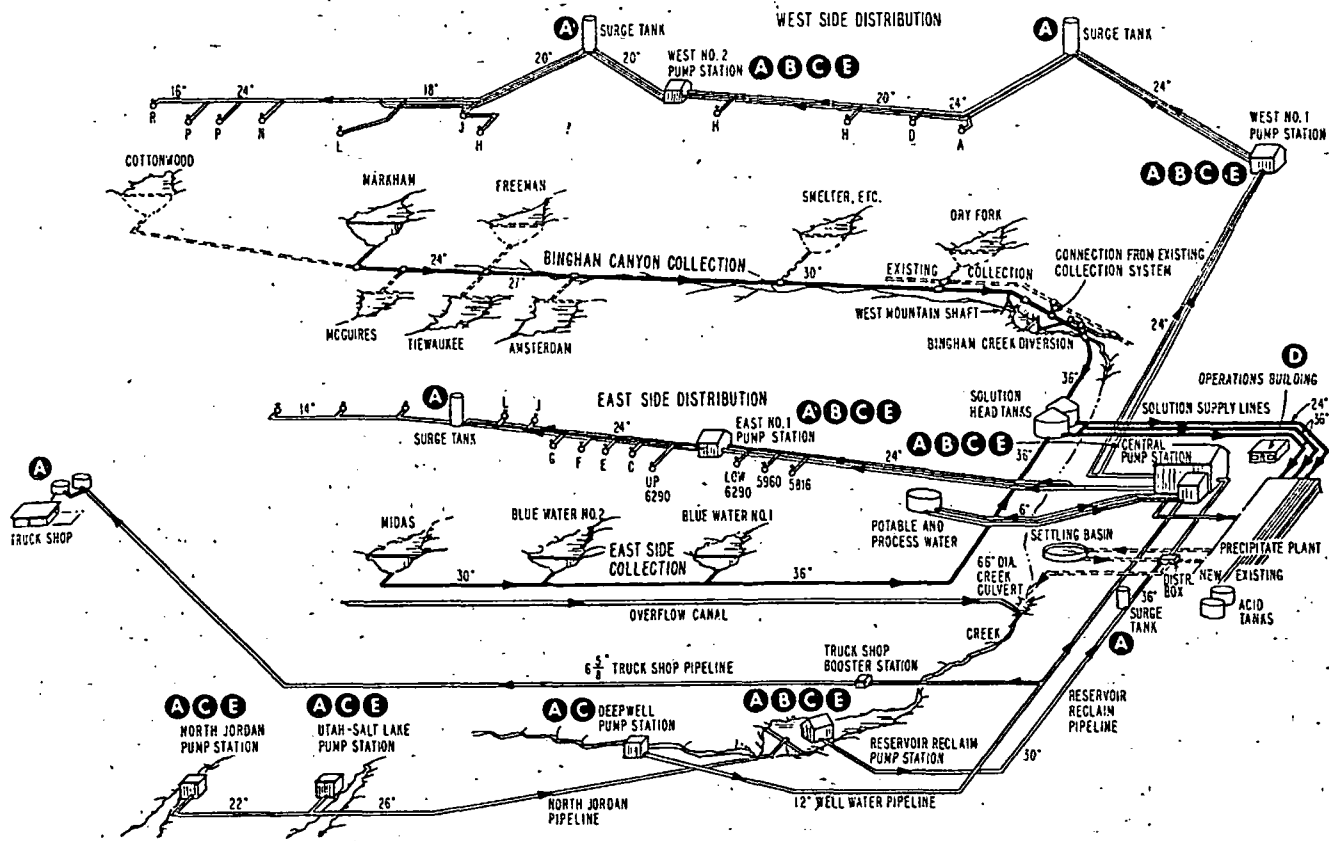 WEST SIDE DISTRIBUTION
A SURGE TANK
A SURGE TANK
20"
20"
WEST NO. 2
PUMP STATION A B C E
16"
24"
18"
20"
24"
24"
R
P
P
N
L
J
H
H
H
D
A
WEST NO. 1
PUMP STATION
A B C E
COTTONWOOD
MARKHAM
FREEMAN
SMELTER, ETC.
DRY FORK
24"
BINGHAM CANYON COLLECTION
21"
30"
EXISTING COLLECTION
CONNECTION FROM EXISTING
COLLECTION SYSTEM
MCGUIRES
TIEWAUKEE
AMSTERDAM
WEST MOUNTAIN SHAFT
BINGHAM CREEK DIVERSION
24"
36"
D
OPERATIONS BUILDING
A
EAST SIDE DISTRIBUTION
A B C E
SOLUTION
HEAD TANKS
SOLUTION SUPPLY LINES
24"
36"
14"
SURGE TANK
L
J
24"
EAST NO. 1
PUMP STATION
A B C E
36"
CENTRAL
PUMP STATION
G
F
E
C
UP
6290
LOW
6290
5960
5816
24"
A
TRUCK SHOP
6"
POTABLE AND
PROCESS WATER
MIDAS
BLUE WATER NO.2
BLUE WATER NO.1
EAST SIDE
COLLECTION
SETTLING BASIN
PRECIPITATE PLANT
30"
36"
66" DIA.
CREEK
CULVERT
DISTR.
BOX
NEW
EXISTING
OVERFLOW CANAL
36"
SURGE
TANK
A
ACID
TANKS
CREEK
6 5/8" TRUCK SHOP PIPELINE
TRUCK SHOP
BOOSTER STATION
A C E
NORTH JORDAN
PUMP STATION
A C E
UTAH-SALT LAKE
PUMP STATION
A C DEEPWELL
PUMP STATION
A B C E
RESERVOIR RECLAIM
PUMP STATION
RESERVOIR
RECLAIM
PIPELINE
30"
22"
26"
NORTH JORDAN
PIPELINE
12" WELL WATER PIPELINE